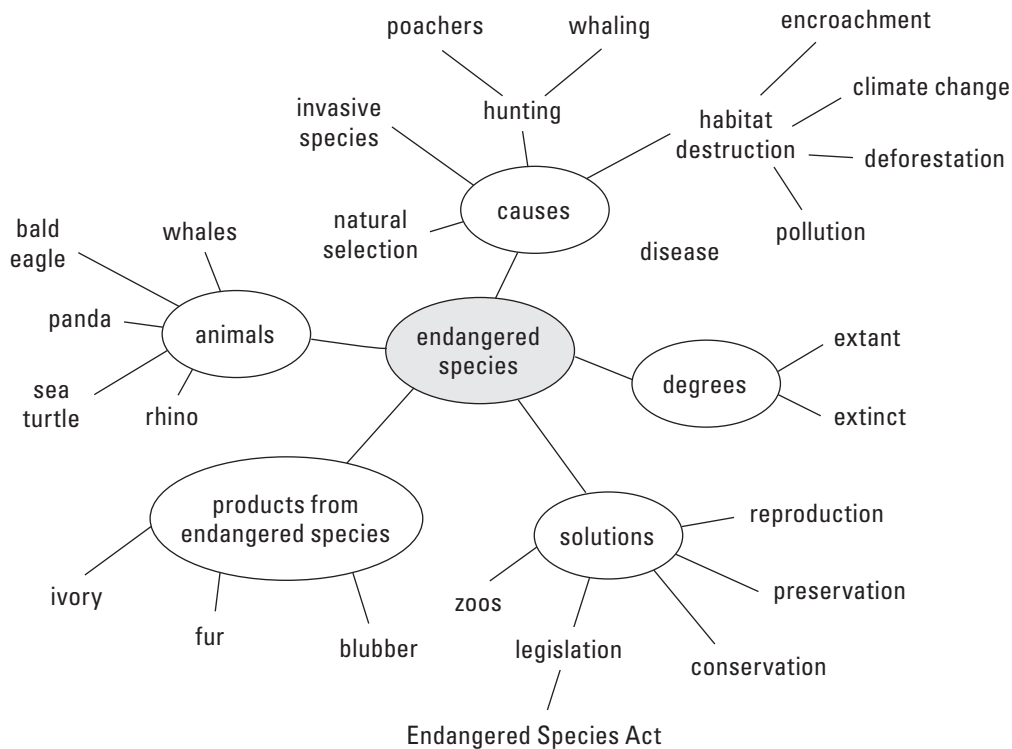 encroachment
poachers
whaling
climate change
invasive
species
hunting
habitat
destruction
deforestation
causes
natural
selection
pollution
disease
bald
eagle
whales
panda
animals
endangered
species
extant
degrees
sea
turtle
rhino
extinct
products from
endangered species
solutions
reproduction
ivory
zoos
preservation
fur
blubber
legislation
conservation
Endangered Species Act